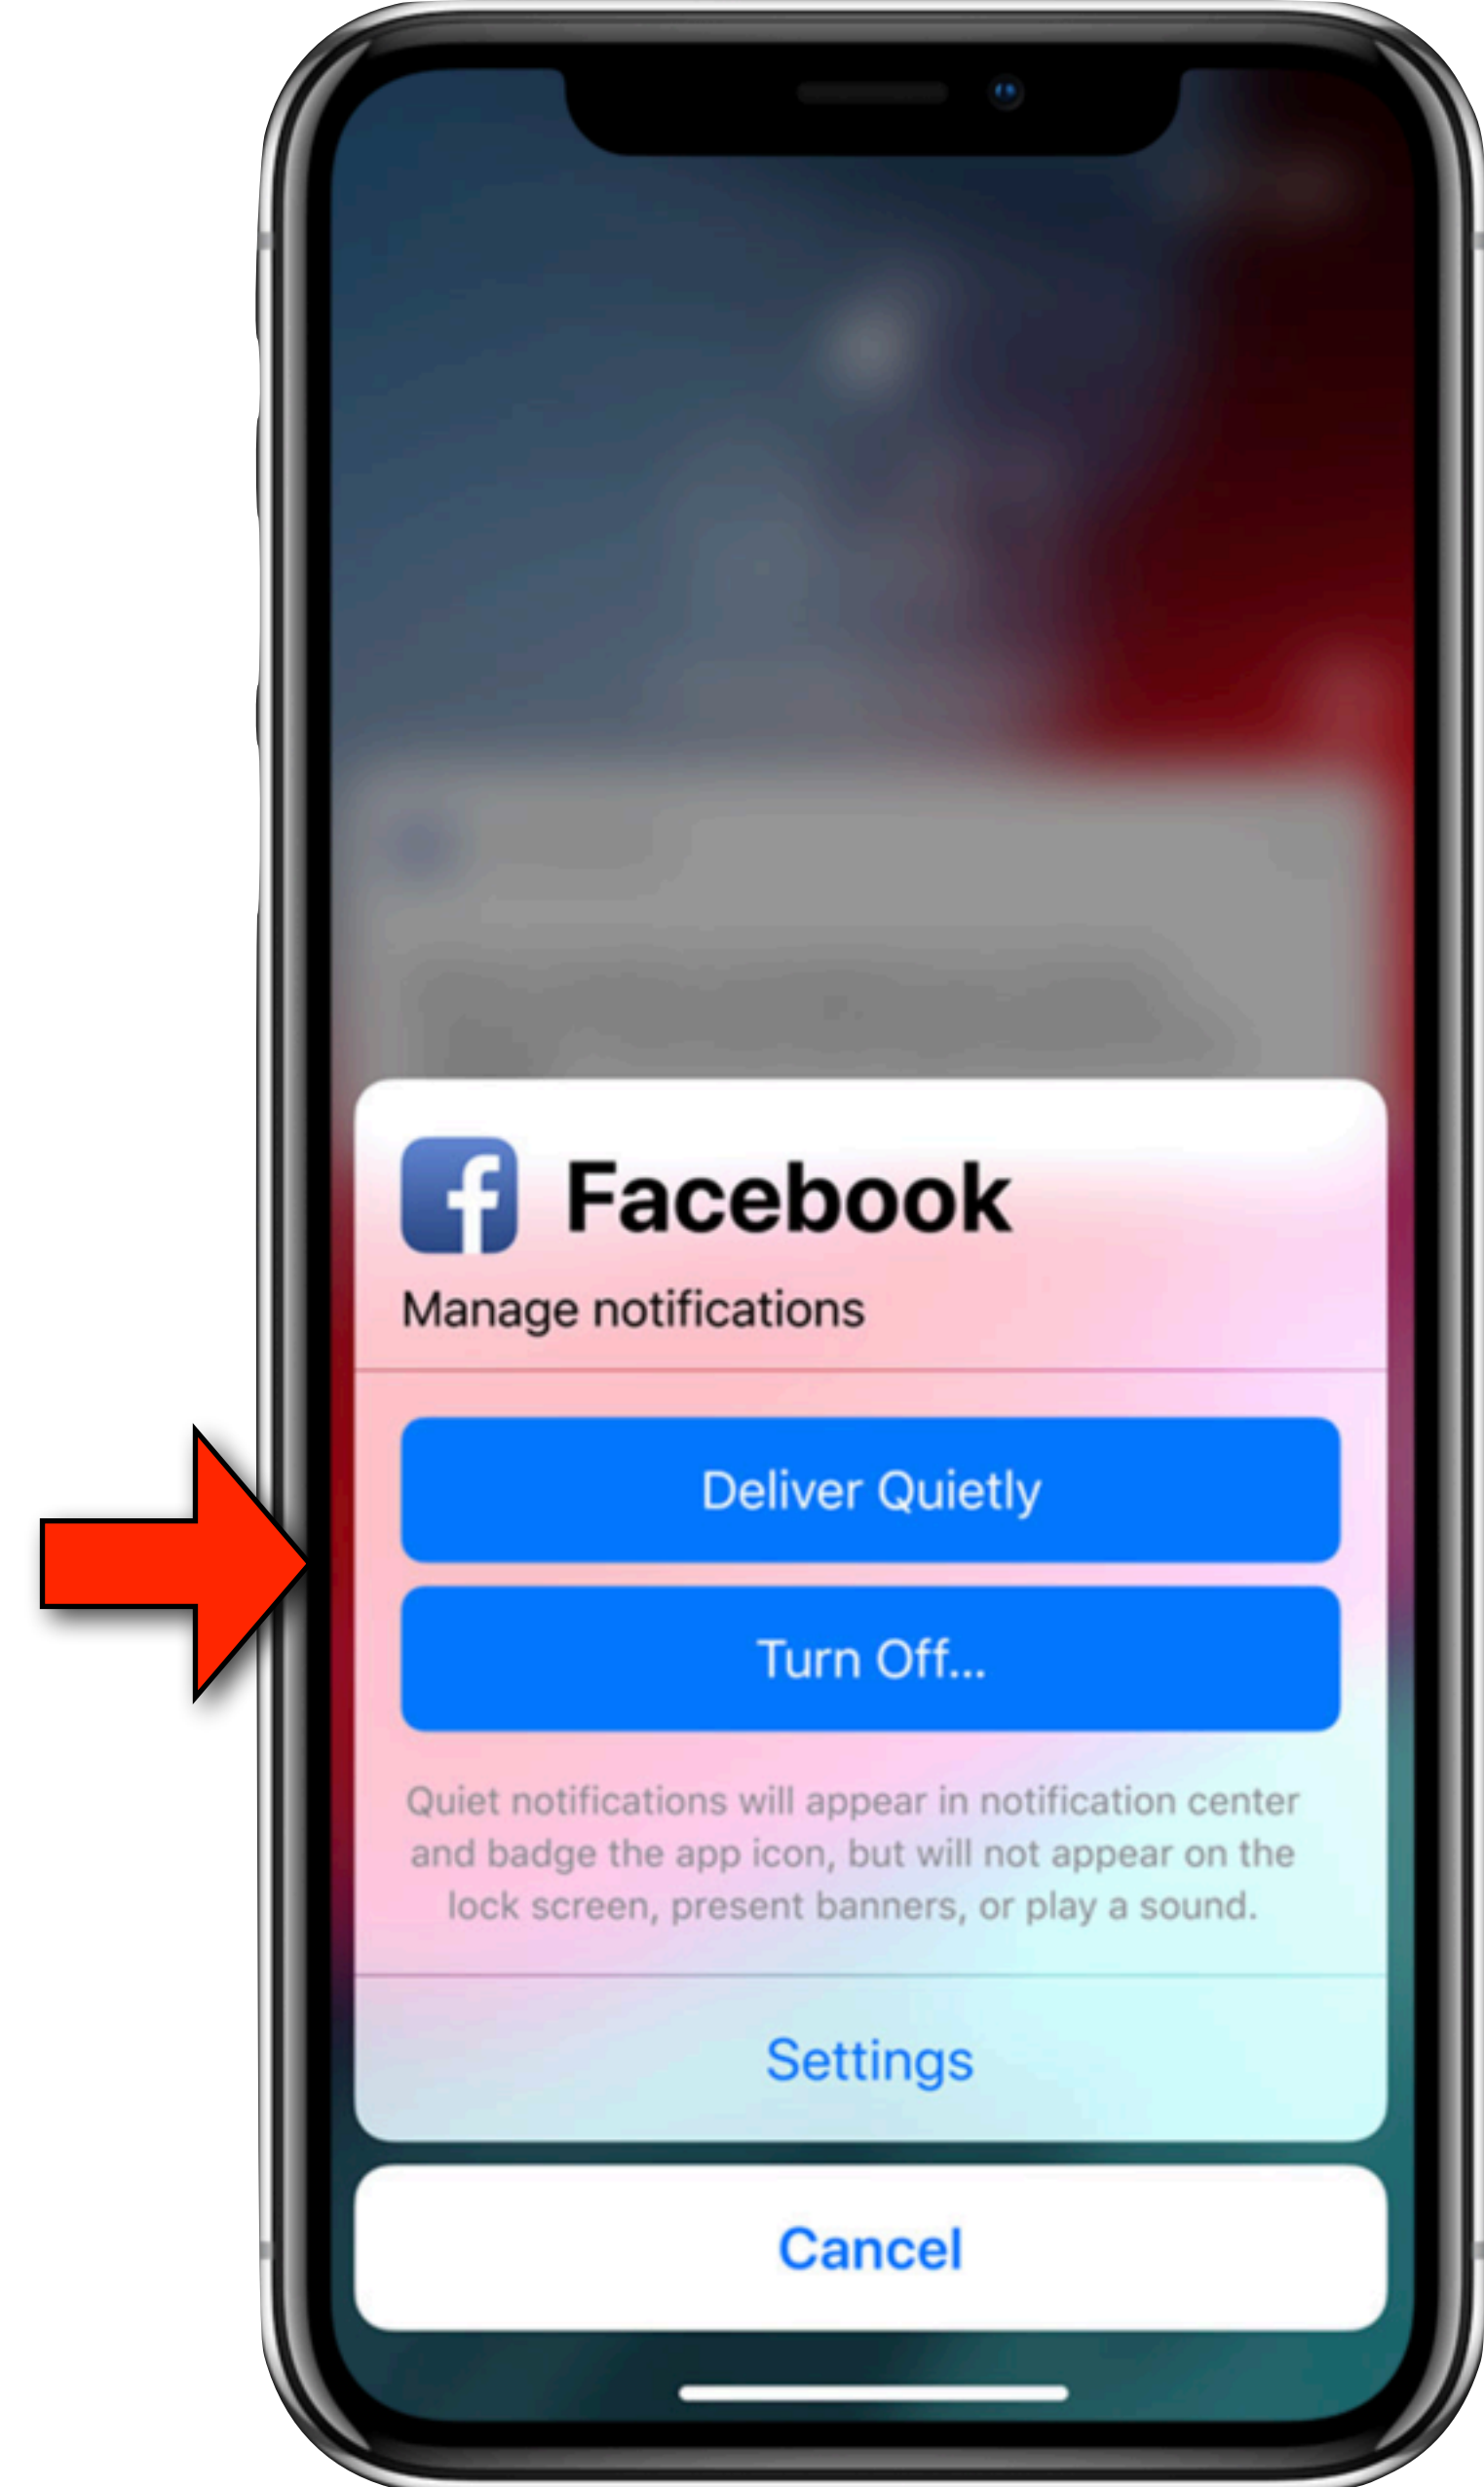 Facebook
Manage notifications
Deliver Quietly
Turn Off...
Quiet notifications will appear in notification center
and badge the app icon, but will not appear on the
lock screen, present banners, or play a sound.
Settings
Cancel